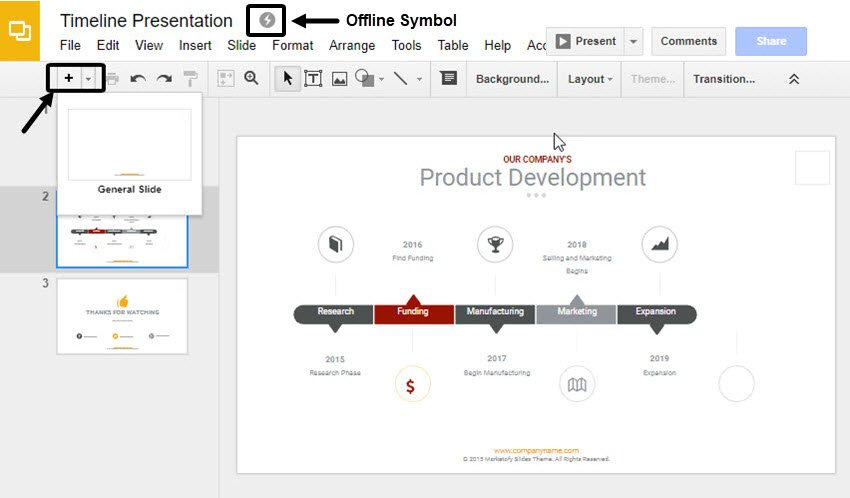 Timeline Presentation
Offline Symbol
File Edit View Insert Slide Format Arrange Tools Table Help Acc
Present
Comments
Share
+
Background...
Layout
Theme...
Transition...
1
General Slide
2
3
THANKS FOR WATCHING
OUR COMPANY'S
Product Development
2016
Find Funding
2018
Selling and Marketing
Begins
Research
Funding
Manufacturing
Marketing
Expansion
2015
Research Phase
$
2017
Begin Manufacturing
2019
Expansion
www.companyname.com
© 2015 Marketofy Slides Theme. All Rights Reserved.